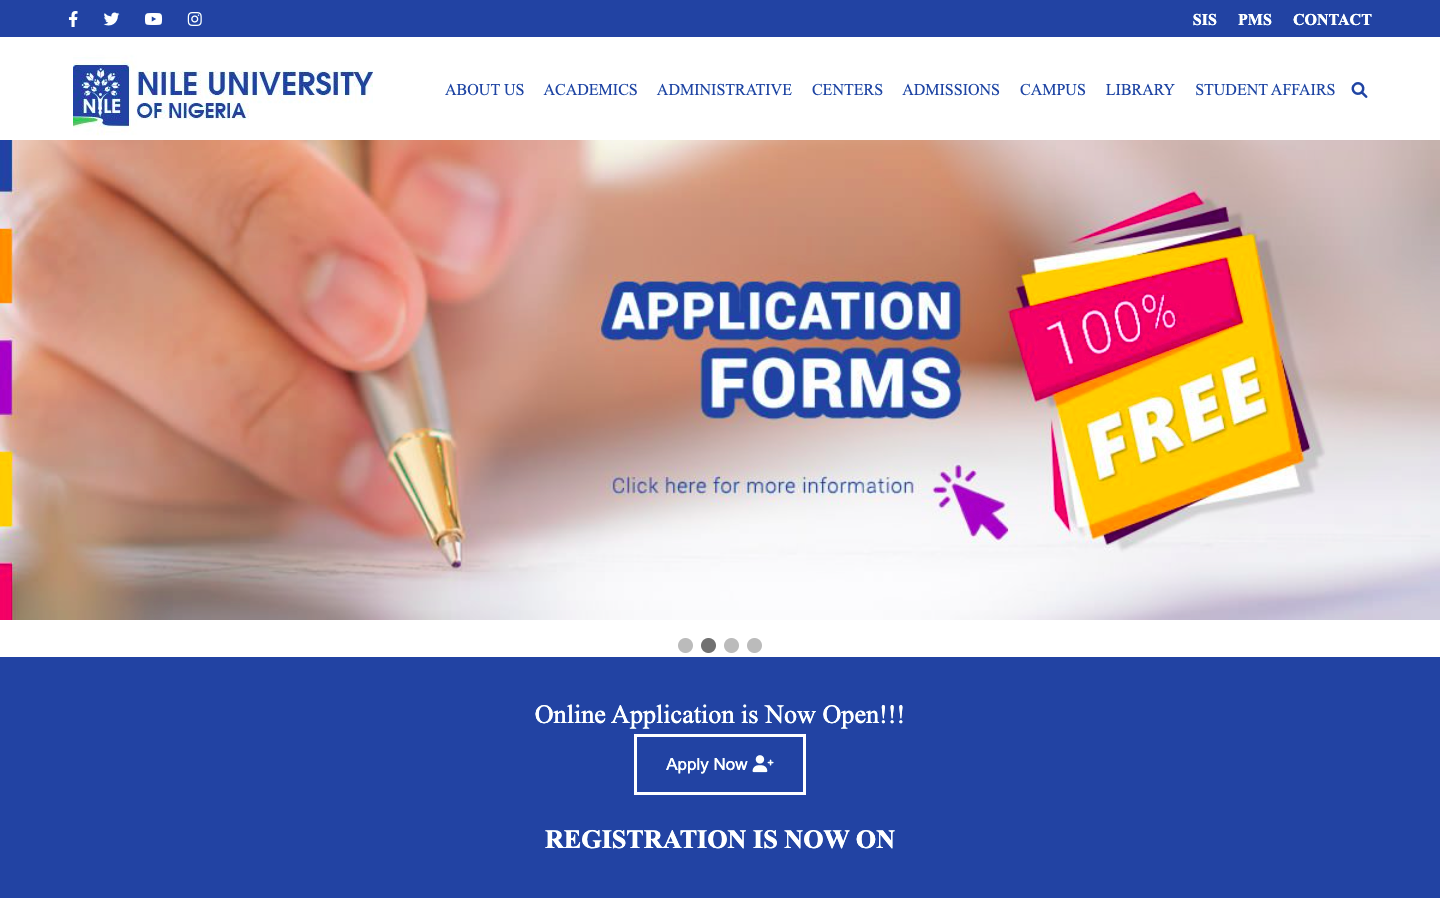 SIS PMS CONTACT
NILE
NILE UNIVERSITY
OF NIGERIA
ABOUT US ACADEMICS ADMINISTRATIVE CENTERS ADMISSIONS CAMPUS LIBRARY STUDENT AFFAIRS
APPLICATION
FORMS
100%
FREE
Click here for more information
Online Application is Now Open!!!
Apply Now
REGISTRATION IS NOW ON